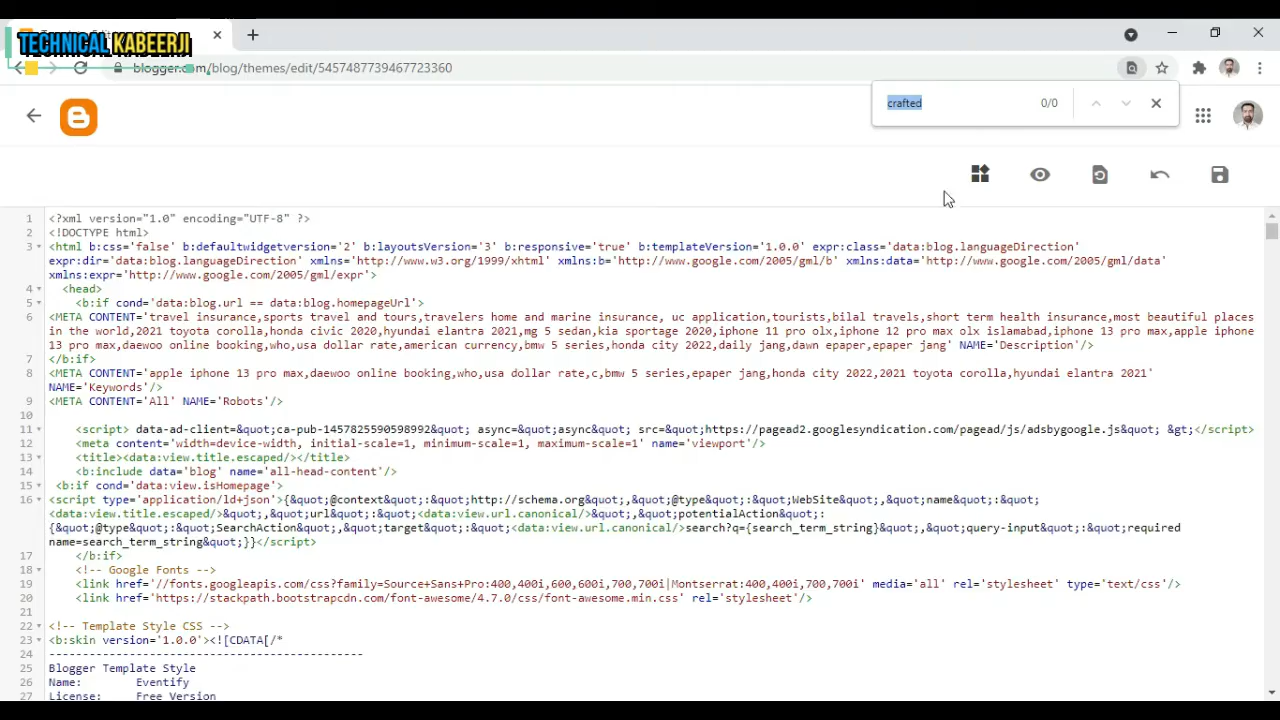 TECHNICAL KABEERJI
blogger.com/blog/themes/edit/5457487739467723360
crafted 0/0
1 <?xml version="1.0" encoding="UTF-8" ?>
2 <!DOCTYPE html>
3 <html b:css='false' b:defaultwidgetversion='2' b:layoutsVersion='3' b:responsive='true' b:templateVersion='1.0.0' expr:class='data:blog.languageDirection'
expr:dir='data:blog.languageDirection' xmlns='http://www.w3.org/1999/xhtml' xmlns:b='http://www.google.com/2005/gml/b' xmlns:data='http://www.google.com/2005/gml/data'
xmlns:expr='http://www.google.com/2005/gml/expr'>
4 <head>
5 <b:if cond='data:blog.url == data:blog.homepageUrl'>
6 <META CONTENT='travel insurance,sports travel and tours,travelers home and marine insurance, uc application,tourists,bilal travels,short term health insurance,most beautiful places
in the world,2021 toyota corolla,honda civic 2020,hyundai elantra 2021,mg 5 sedan,kia sportage 2020,iphone 11 pro olx,iphone 12 pro max olx islamabad,iphone 13 pro max,apple iphone
13 pro max,daewoo online booking,who,usa dollar rate,american currency,bmw 5 series,honda city 2022,daily jang,dawn epaper,epaper jang' NAME='Description'/>
7 </b:if>
8 <META CONTENT='apple iphone 13 pro max,daewoo online booking,who,usa dollar rate,c,bmw 5 series,epaper jang,honda city 2022,2021 toyota corolla,hyundai elantra 2021'
NAME='Keywords'/>
9 <META CONTENT='All' NAME='Robots'/>
10
11 <script> data-ad-client=&quot;ca-pub-1457825590598992&quot; async=&quot;async&quot; src=&quot;https://pagead2.googlesyndication.com/pagead/js/adsbygoogle.js&quot; &gt;</script>
12 <meta content='width=device-width, initial-scale=1, minimum-scale=1, maximum-scale=1' name='viewport'/>
13 <title><data:view.title.escaped/></title>
14 <b:include data='blog' name='all-head-content'/>
15 <b:if cond='data:view.isHomepage'>
16 <script type='application/ld+json'>{&quot;@context&quot;:&quot;http://schema.org&quot;,&quot;@type&quot;:&quot;WebSite&quot;,&quot;name&quot;:&quot;
<data:view.title.escaped/>&quot;,&quot;url&quot;:&quot;<data:view.url.canonical/>&quot;,&quot;potentialAction&quot;:
{&quot;@type&quot;:&quot;SearchAction&quot;,&quot;target&quot;:&quot;<data:view.url.canonical/>search?q={search_term_string}&quot;,&quot;query-input&quot;:&quot;required
name=search_term_string&quot;}}</script>
17 </b:if>
18 <!-- Google Fonts -->
19 <link href='//fonts.googleapis.com/css?family=Source+Sans+Pro:400,400i,600,600i,700,700i|Montserrat:400,400i,700,700i' media='all' rel='stylesheet' type='text/css'/>
20 <link href='https://stackpath.bootstrapcdn.com/font-awesome/4.7.0/css/font-awesome.min.css' rel='stylesheet'/>
21
22 <!-- Template Style CSS -->
23 <b:skin version='1.0.0'><![CDATA[/*
24 -----------------------------------------------
25 Blogger Template Style
26 Name: Eventify
27 License: Free Version